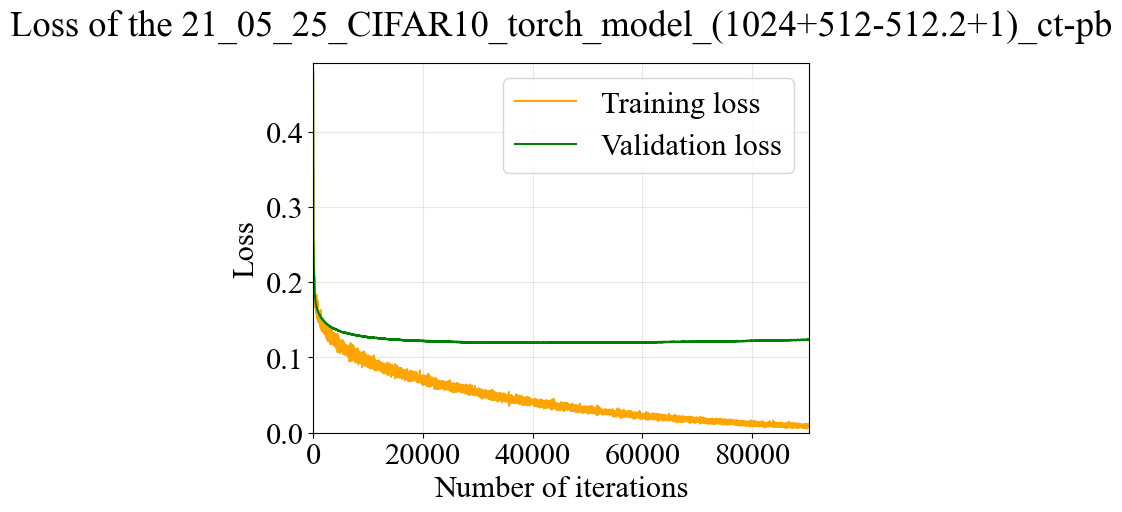 Loss of the 21_05_25_CIFAR10_torch_model_(1024+512-512.2+1)_ct-pb
Training loss
Validation loss
0.4
0.3
0.2
0.1
0.0
Loss
0 20000 40000 60000 80000
Number of iterations